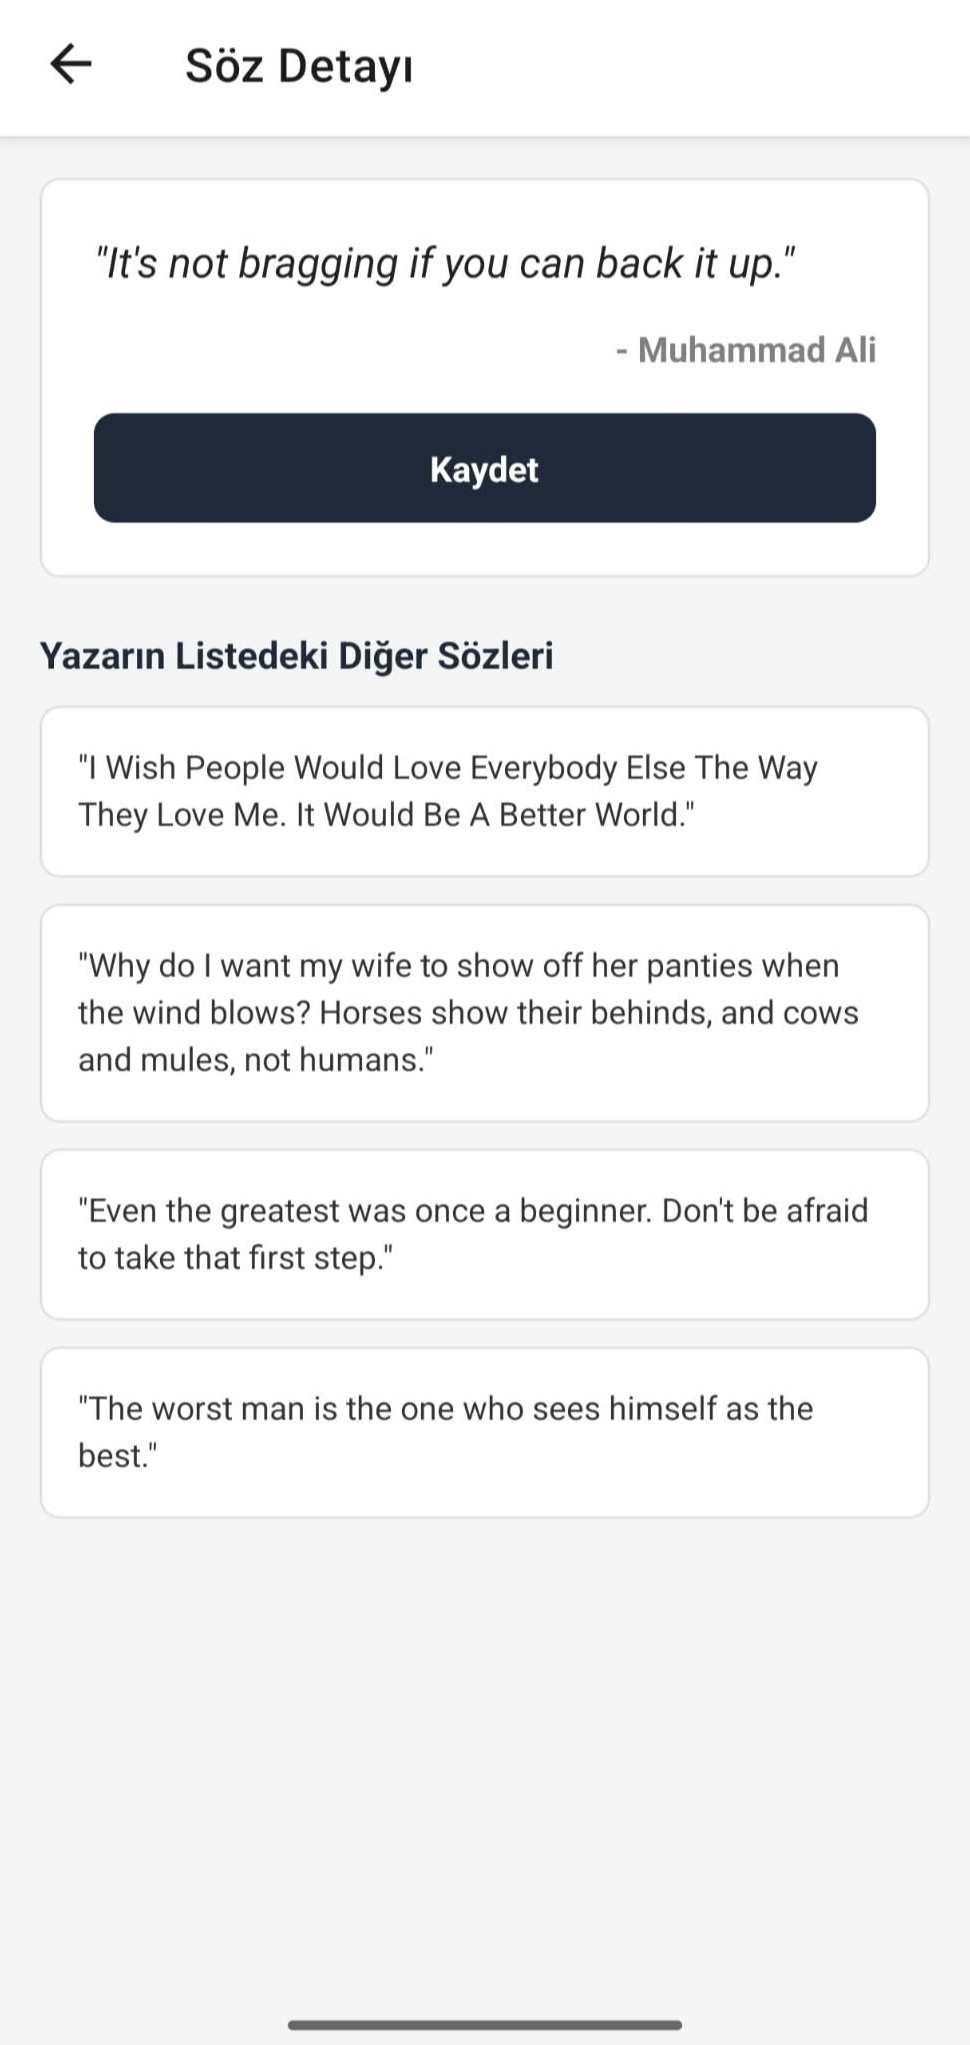 Söz Detayı
"It's not bragging if you can back it up."
- Muhammad Ali
Kaydet
Yazarın Listedeki Diğer Sözleri
"I Wish People Would Love Everybody Else The Way
They Love Me. It Would Be A Better World."
"Why do I want my wife to show off her panties when
the wind blows? Horses show their behinds, and cows
and mules, not humans."
"Even the greatest was once a beginner. Don't be afraid
to take that first step."
"The worst man is the one who sees himself as the
best."